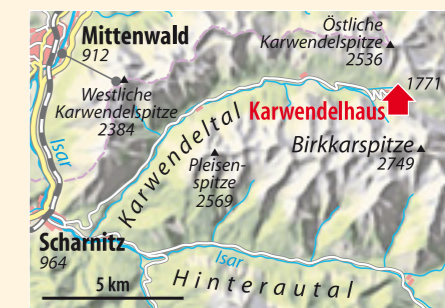 Östliche
Karwendelspitze
2536
Mittenwald
912
1771
Westliche
Karwendelspitze
2384
Karwendelhaus
Karwendeltal
Isar
Birkkarspitze
2749
Pleisen-
spitze
2569
Scharnitz
964
Isar
5 km
Hinterautal